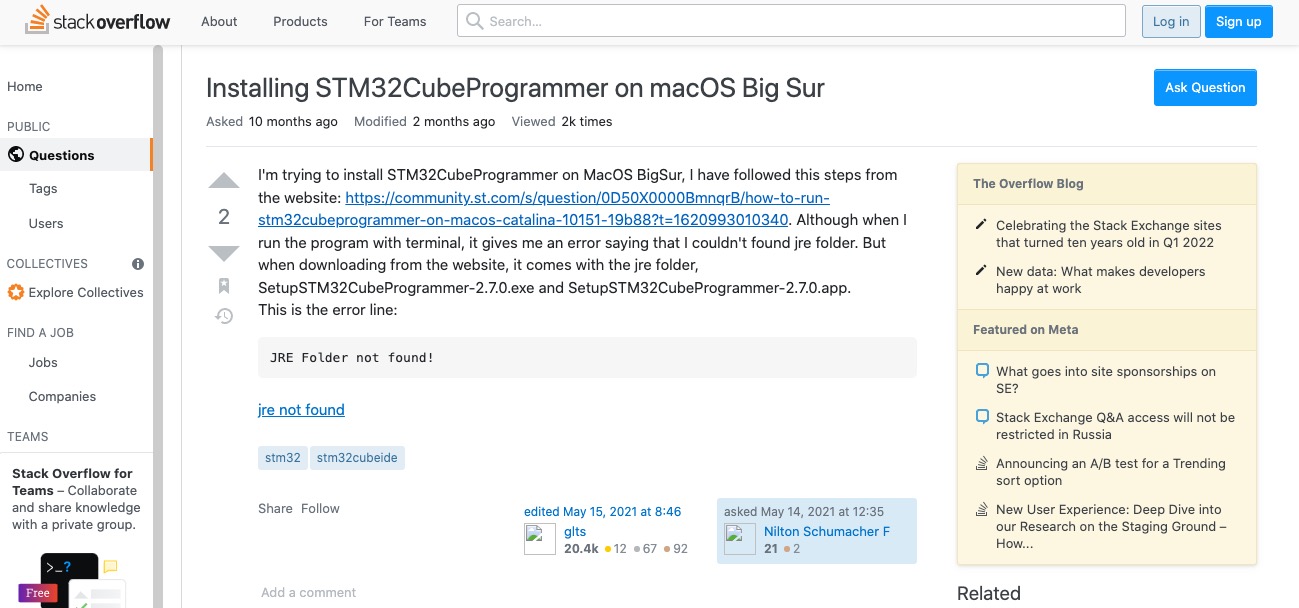 stackoverflow About Products For Teams Search... Log in Sign up
Home
PUBLIC
Questions
Tags
Users
COLLECTIVES
Explore Collectives
FIND A JOB
Jobs
Companies
TEAMS
Stack Overflow for
Teams – Collaborate
and share knowledge
with a private group.
>_?
Free
Installing STM32CubeProgrammer on macOS Big Sur
Ask Question
Asked 10 months ago Modified 2 months ago Viewed 2k times
2
I'm trying to install STM32CubeProgrammer on MacOS BigSur, I have followed this steps from
the website: https://community.st.com/s/question/0D50X0000BmnqrB/how-to-run-
stm32cubeprogrammer-on-macos-catalina-10151-19b88?t=1620993010340. Although when I
run the program with terminal, it gives me an error saying that I couldn't found jre folder. But
when downloading from the website, it comes with the jre folder,
SetupSTM32CubeProgrammer-2.7.0.exe and SetupSTM32CubeProgrammer-2.7.0.app.
This is the error line:
JRE Folder not found!
jre not found
stm32 stm32cubeide
Share Follow
edited May 15, 2021 at 8:46
glts
20.4k 12 67 92
asked May 14, 2021 at 12:35
Nilton Schumacher F
21 2
Add a comment
The Overflow Blog
Celebrating the Stack Exchange sites
that turned ten years old in Q1 2022
New data: What makes developers
happy at work
Featured on Meta
What goes into site sponsorships on
SE?
Stack Exchange Q&A access will not be
restricted in Russia
Announcing an A/B test for a Trending
sort option
New User Experience: Deep Dive into
our Research on the Staging Ground –
How...
Related